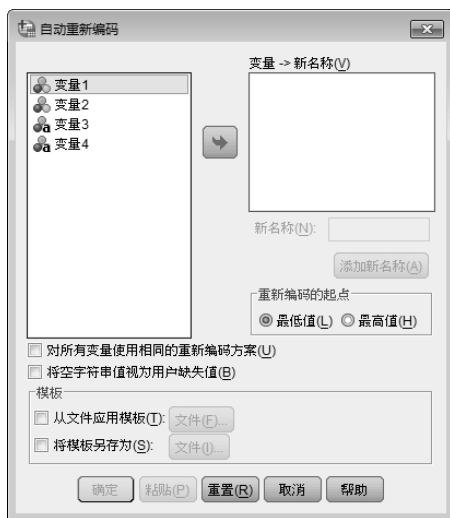 自动重新编码
变量 -> 新名称(V)
变量1
变量2
a 变量3
a 变量4
新名称(N):
添加新名称(A)
重新编码的起点
最低值(L) 最高值(H)
对所有变量使用相同的重新编码方案(U)
将空字符串值视为用户缺失值(B)
模板
从文件应用模板(T): 文件(F)...
将模板另存为(S): 文件(I)...
确定 粘贴(P) 重置(R) 取消 帮助